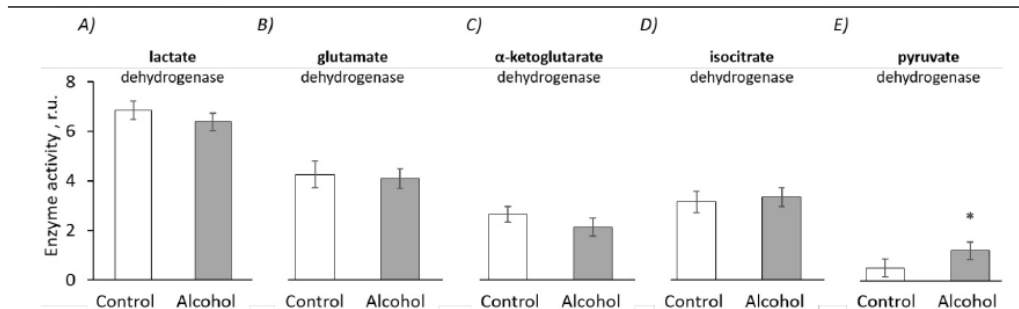 A) B) C) D) E)
lactate glutamate α-ketoglutarate isocitrate pyruvate
dehydrogenase dehydrogenase dehydrogenase dehydrogenase dehydrogenase
Enzyme activity , r.u.
8
6
4
2
0
*
Control Alcohol Control Alcohol Control Alcohol Control Alcohol Control Alcohol